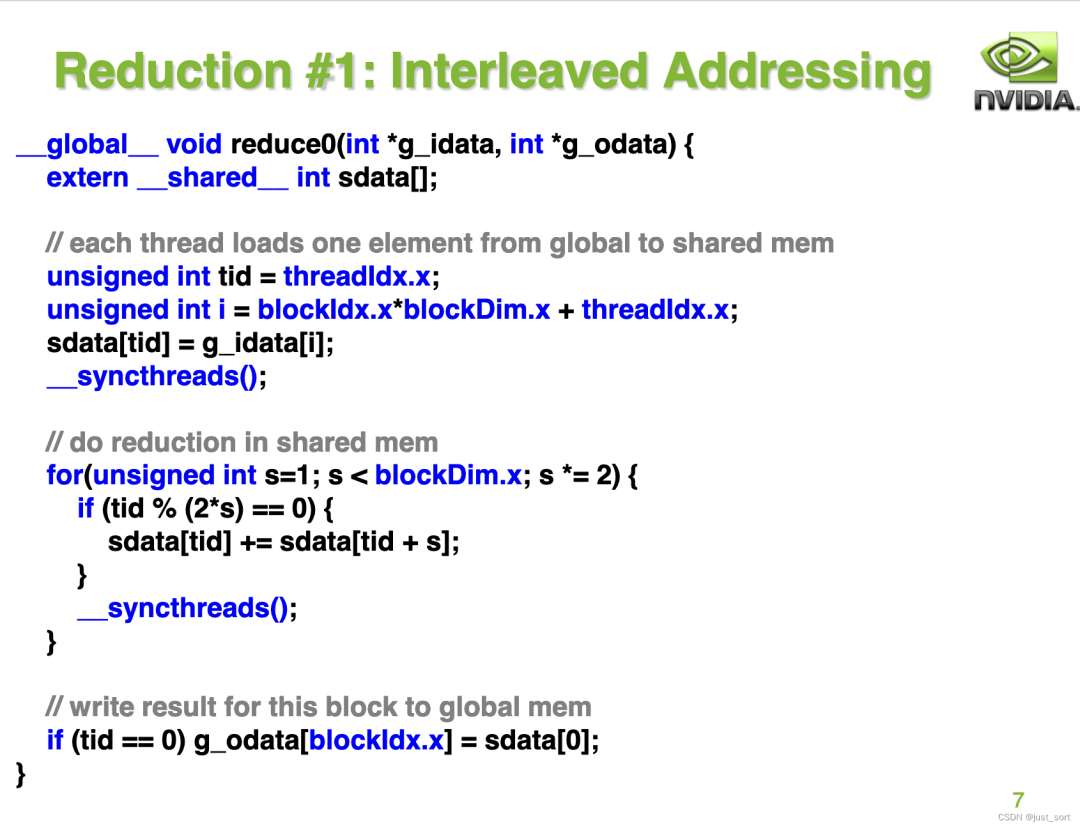 Reduction #1: Interleaved Addressing
NVIDIA.
__global__ void reduce0(int *g_idata, int *g_odata) {
extern __shared__ int sdata[];
// each thread loads one element from global to shared mem
unsigned int tid = threadIdx.x;
unsigned int i = blockIdx.x*blockDim.x + threadIdx.x;
sdata[tid] = g_idata[i];
__syncthreads();
// do reduction in shared mem
for(unsigned int s=1; s < blockDim.x; s *= 2) {
if (tid % (2*s) == 0) {
sdata[tid] += sdata[tid + s];
}
__syncthreads();
}
// write result for this block to global mem
if (tid == 0) g_odata[blockIdx.x] = sdata[0];
}
7
CSDN @just_sort